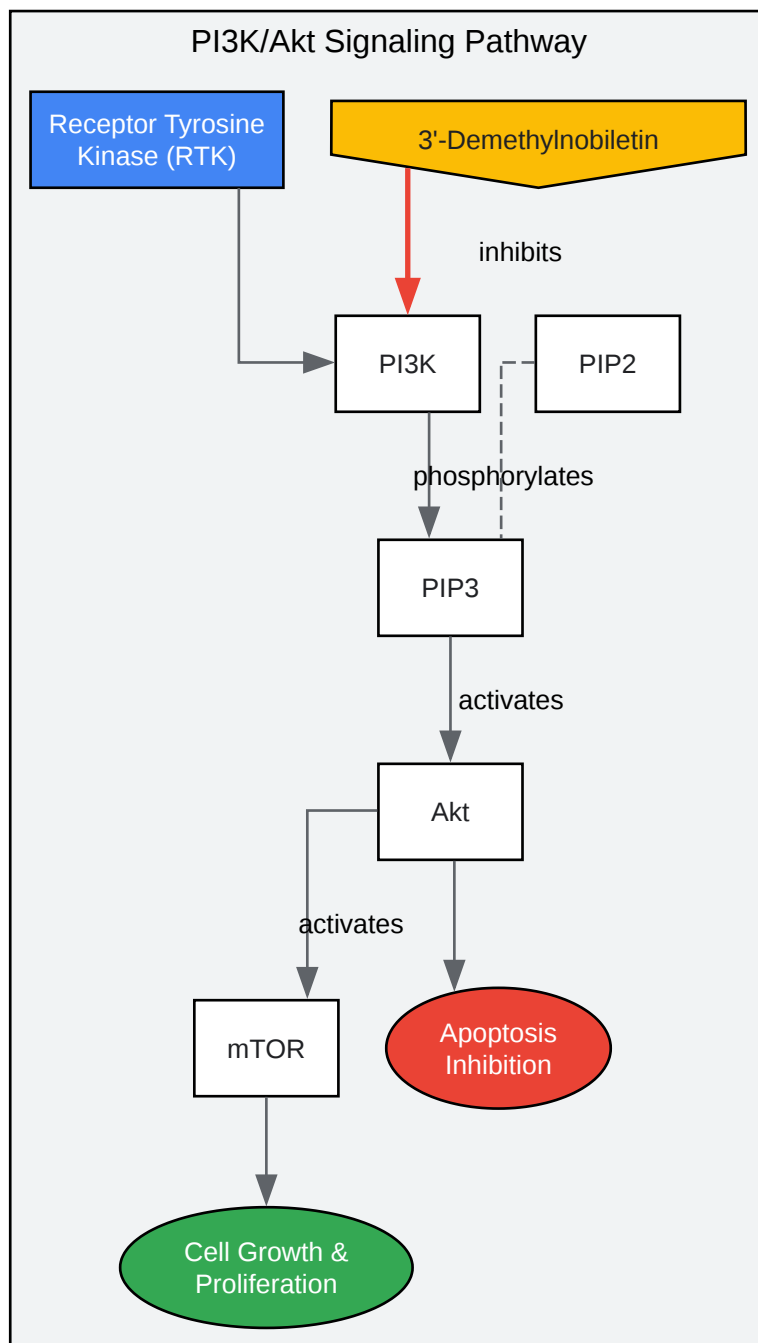 PI3K/Akt Signaling Pathway
Receptor Tyrosine
Kinase (RTK)
3'-Demethylnobiletin
inhibits
PI3K
PIP2
phosphorylates
PIP3
activates
Akt
activates
mTOR
Apoptosis
Inhibition
Cell Growth &
Proliferation